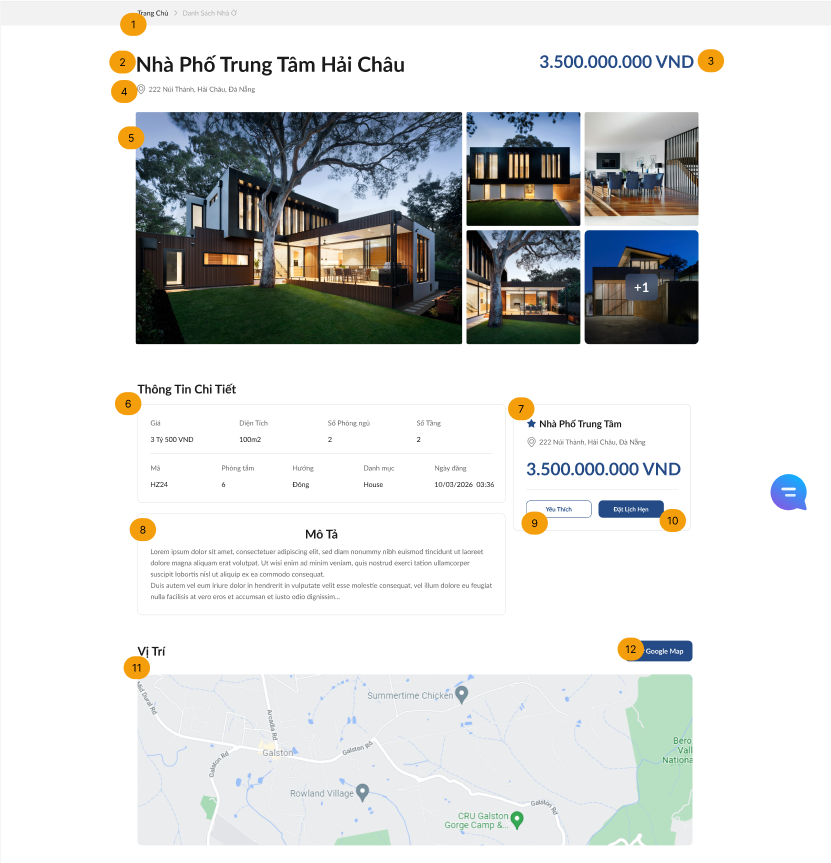 Trang Chủ > Danh Sách Nhà Ở
1
2 Nhà Phố Trung Tâm Hải Châu
3.500.000.000 VND 3
4 222 Núi Thành, Hải Châu, Đà Nẵng
5
+1
Thông Tin Chi Tiết
6
Giá Diện Tích Số Phòng ngủ Số Tầng
3 Tỷ 500 VND 100m2 2 2
Mã Phòng tắm Hướng Danh mục Ngày đăng
HZ24 6 Đông House 10/03/2026 03:36
7
Nhà Phố Trung Tâm
222 Núi Thành, Hải Châu, Đà Nẵng
3.500.000.000 VND
Yêu Thích Đặt Lịch Hẹn
9 10
8
Mô Tả
Lorem ipsum dolor sit amet, consectetuer adipiscing elit, sed diam nonummy nibh euismod tincidunt ut laoreet
dolore magna aliquam erat volutpat. Ut wisi enim ad minim veniam, quis nostrud exerci tation ullamcorper
suscipit lobortis nisl ut aliquip ex ea commodo consequat.
Duis autem vel eum iriure dolor in hendrerit in vulputate velit esse molestie consequat, vel illum dolore eu feugiat
nulla facilisis at vero eros et accumsan et iusto odio dignissim...
Vị Trí
12 Google Map
11
Summertime Chicken
Arcadia Rd
Galston
Galston Rd
Galston Rd
Rowland Village
Galston Rd
CRU Galston
Gorge Camp &...
Bero
Vall
Nationa